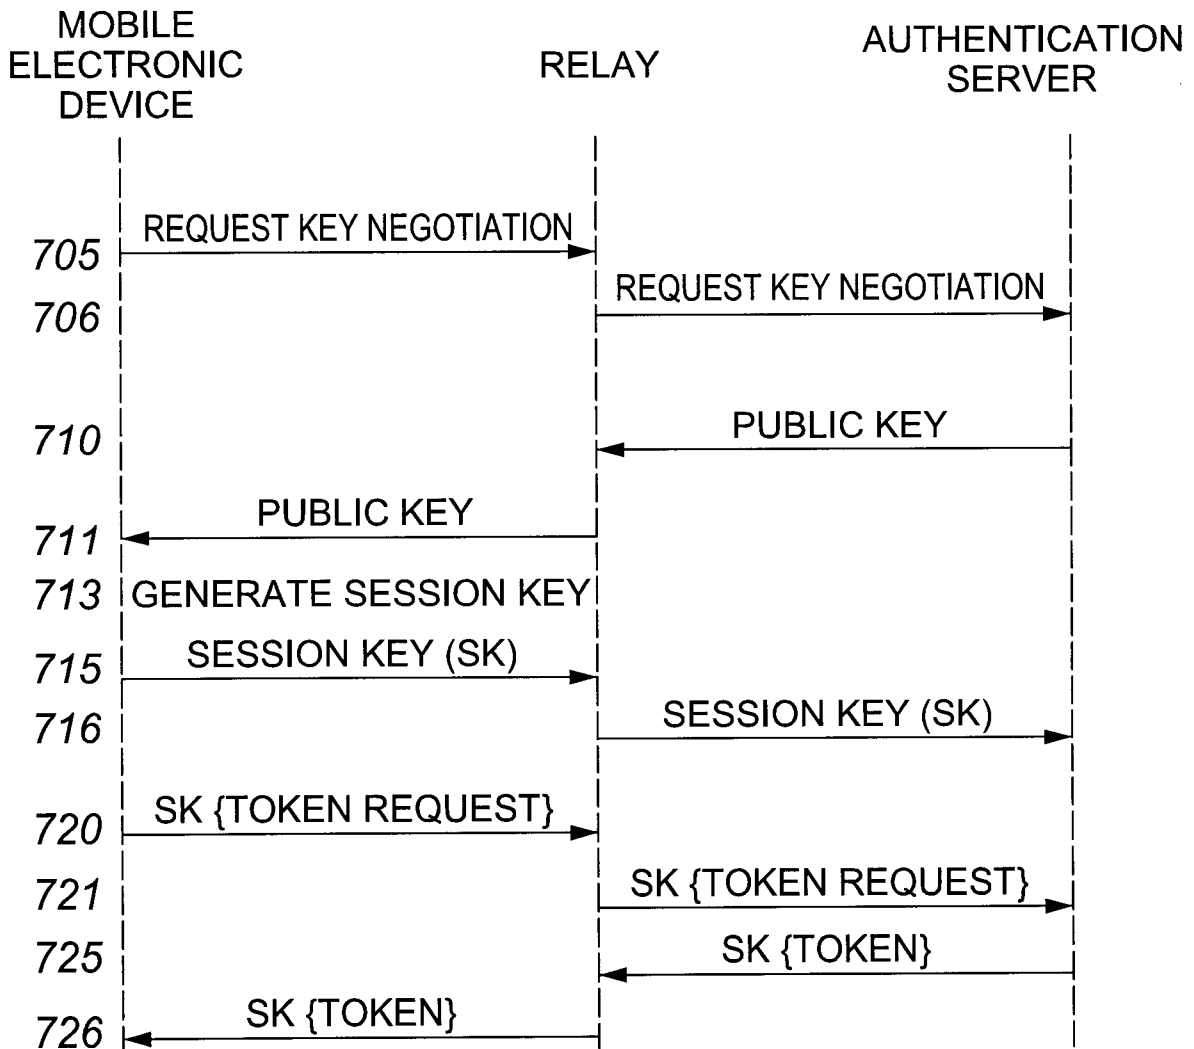 MOBILE
ELECTRONIC
DEVICE
RELAY
AUTHENTICATION
SERVER
705 REQUEST KEY NEGOTIATION
706 REQUEST KEY NEGOTIATION
710 PUBLIC KEY
711 PUBLIC KEY
713 GENERATE SESSION KEY
715 SESSION KEY (SK)
716 SESSION KEY (SK)
720 SK {TOKEN REQUEST}
721 SK {TOKEN REQUEST}
725 SK {TOKEN}
726 SK {TOKEN}